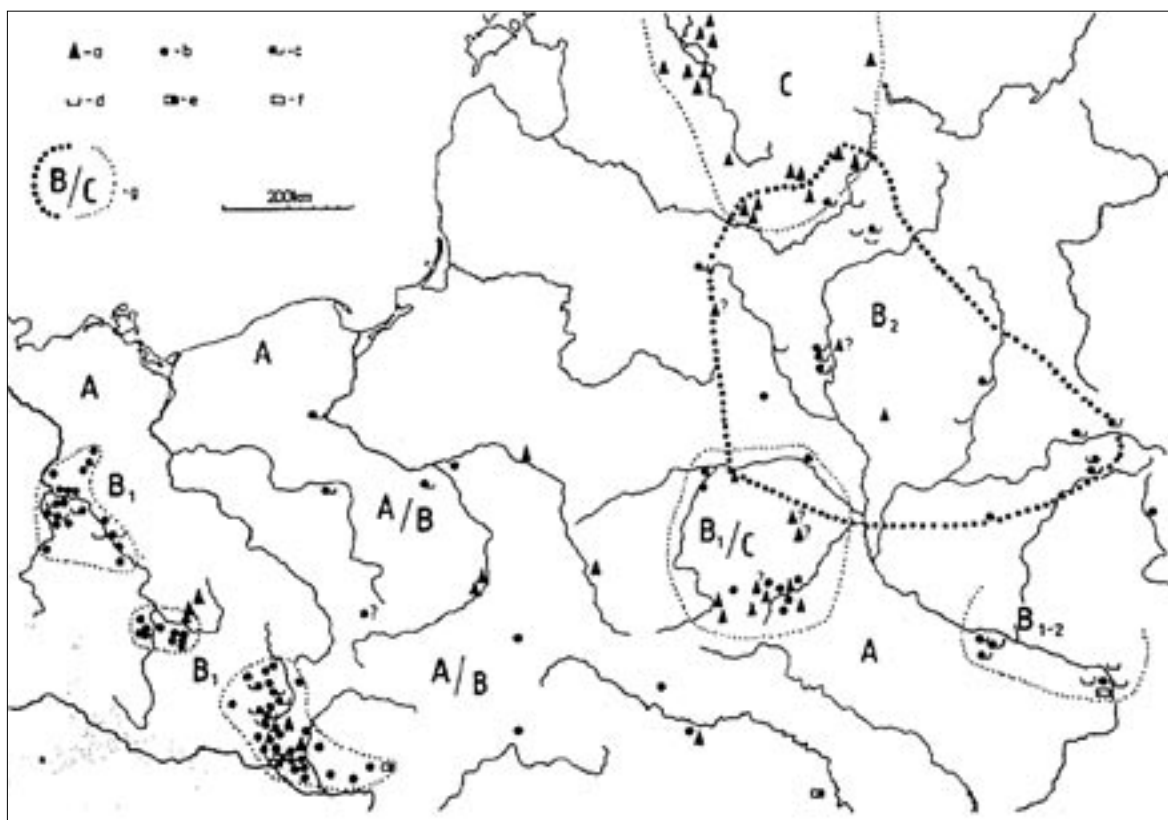 -a -b -c
-d -e -f
B/C -g
200km
C
B2
A
A
B1
A/B
B1/C
?
?
?
?
?
?
B1-2
A
A/B
B1